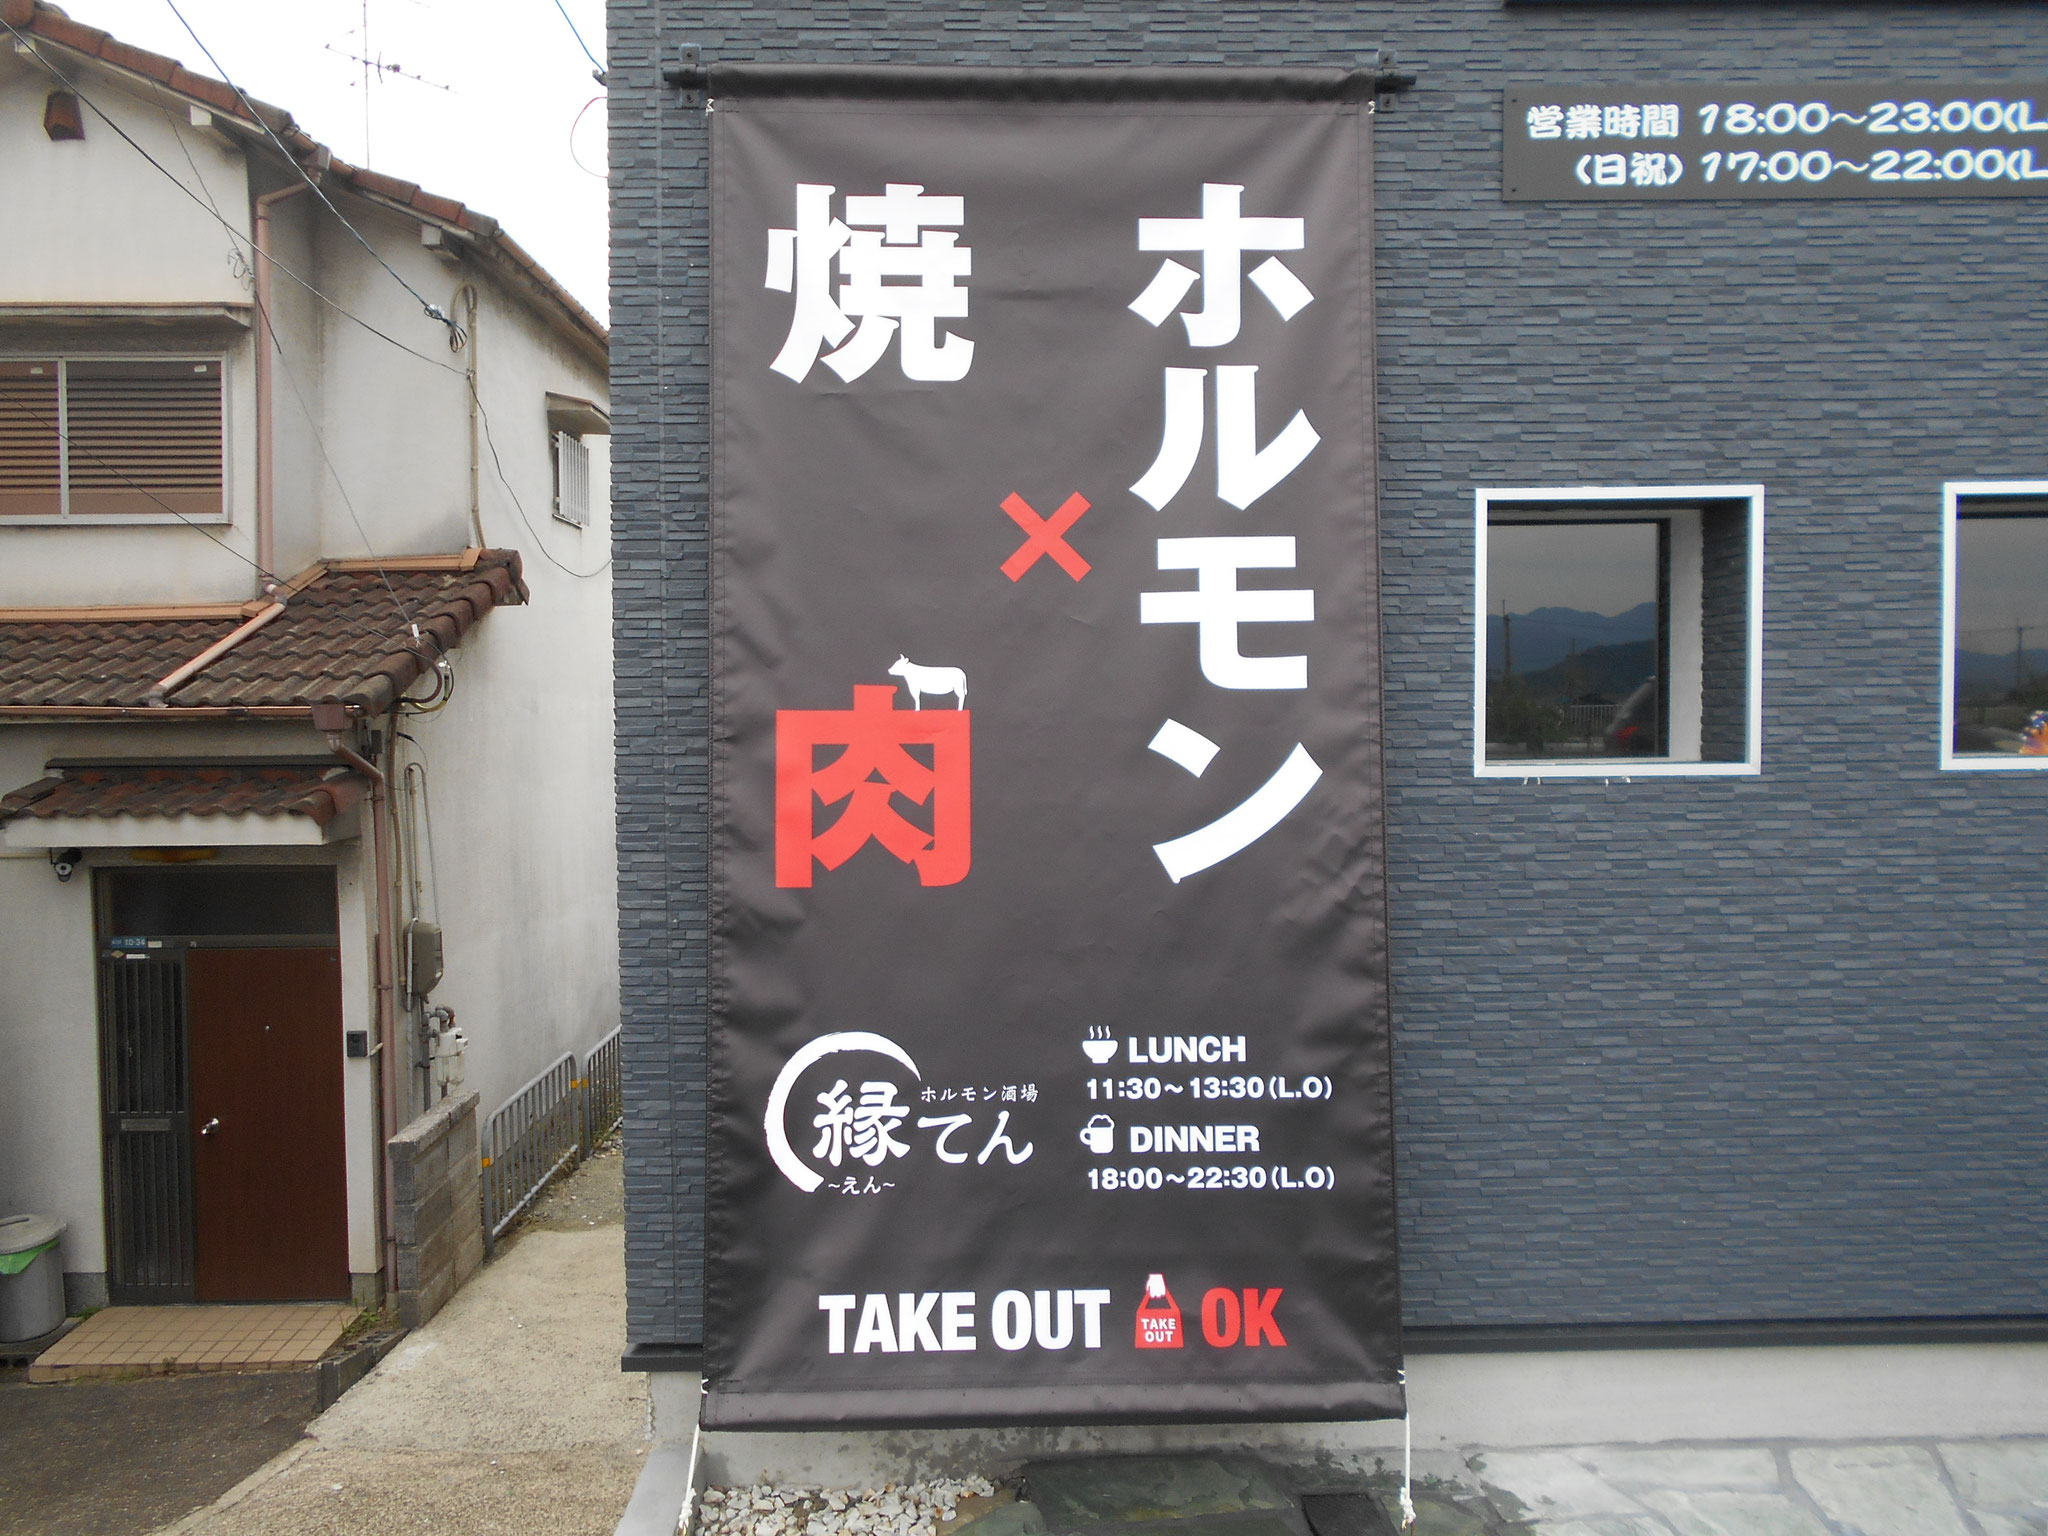 ホルモン
×
焼肉
ホルモン酒場
縁てん
~えん~
LUNCH
11:30~13:30(L.O)
DINNER
18:00~22:30(L.O)
TAKE OUT
TAKE
OUT
OK
営業時間 18:00~23:00(L
(日祝) 17:00~22:00(L
10-34